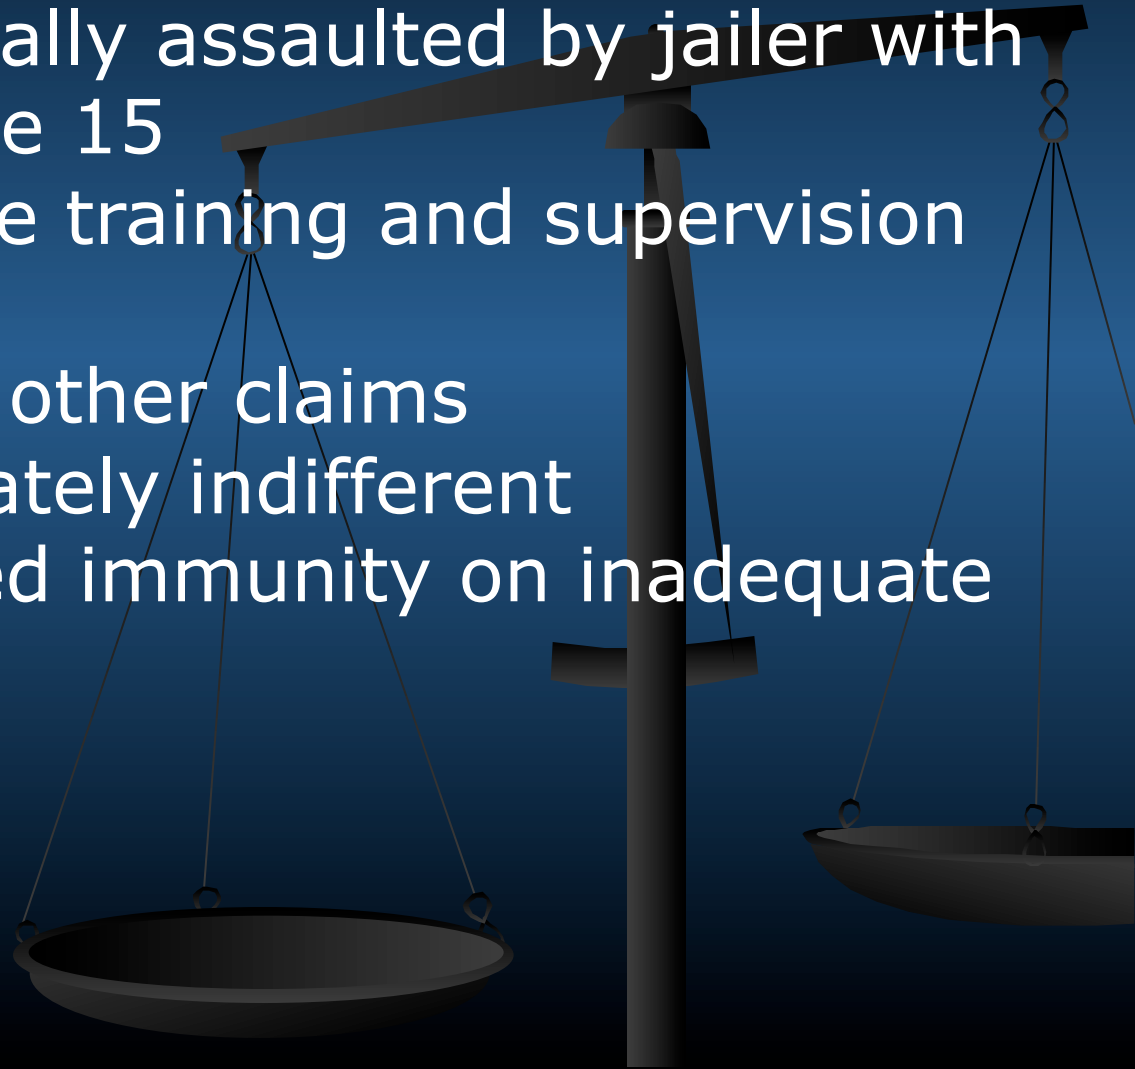 ally assaulted by jailer with
e 15
e training and supervision
other claims
ately indifferent
ed immunity on inadequate